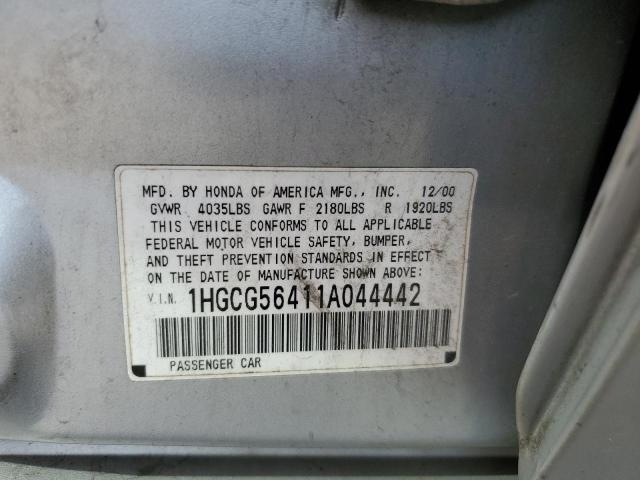 MFD. BY HONDA OF AMERICA MFG., INC. 12/00
GVWR 4035LBS GAWR F 2180LBS R 1920LBS
THIS VEHICLE CONFORMS TO ALL APPLICABLE
FEDERAL MOTOR VEHICLE SAFETY, BUMPER,
AND THEFT PREVENTION STANDARDS IN EFFECT
ON THE DATE OF MANUFACTURE SHOWN ABOVE:
V.I.N. 1HGCG56411A044442
PASSENGER CAR